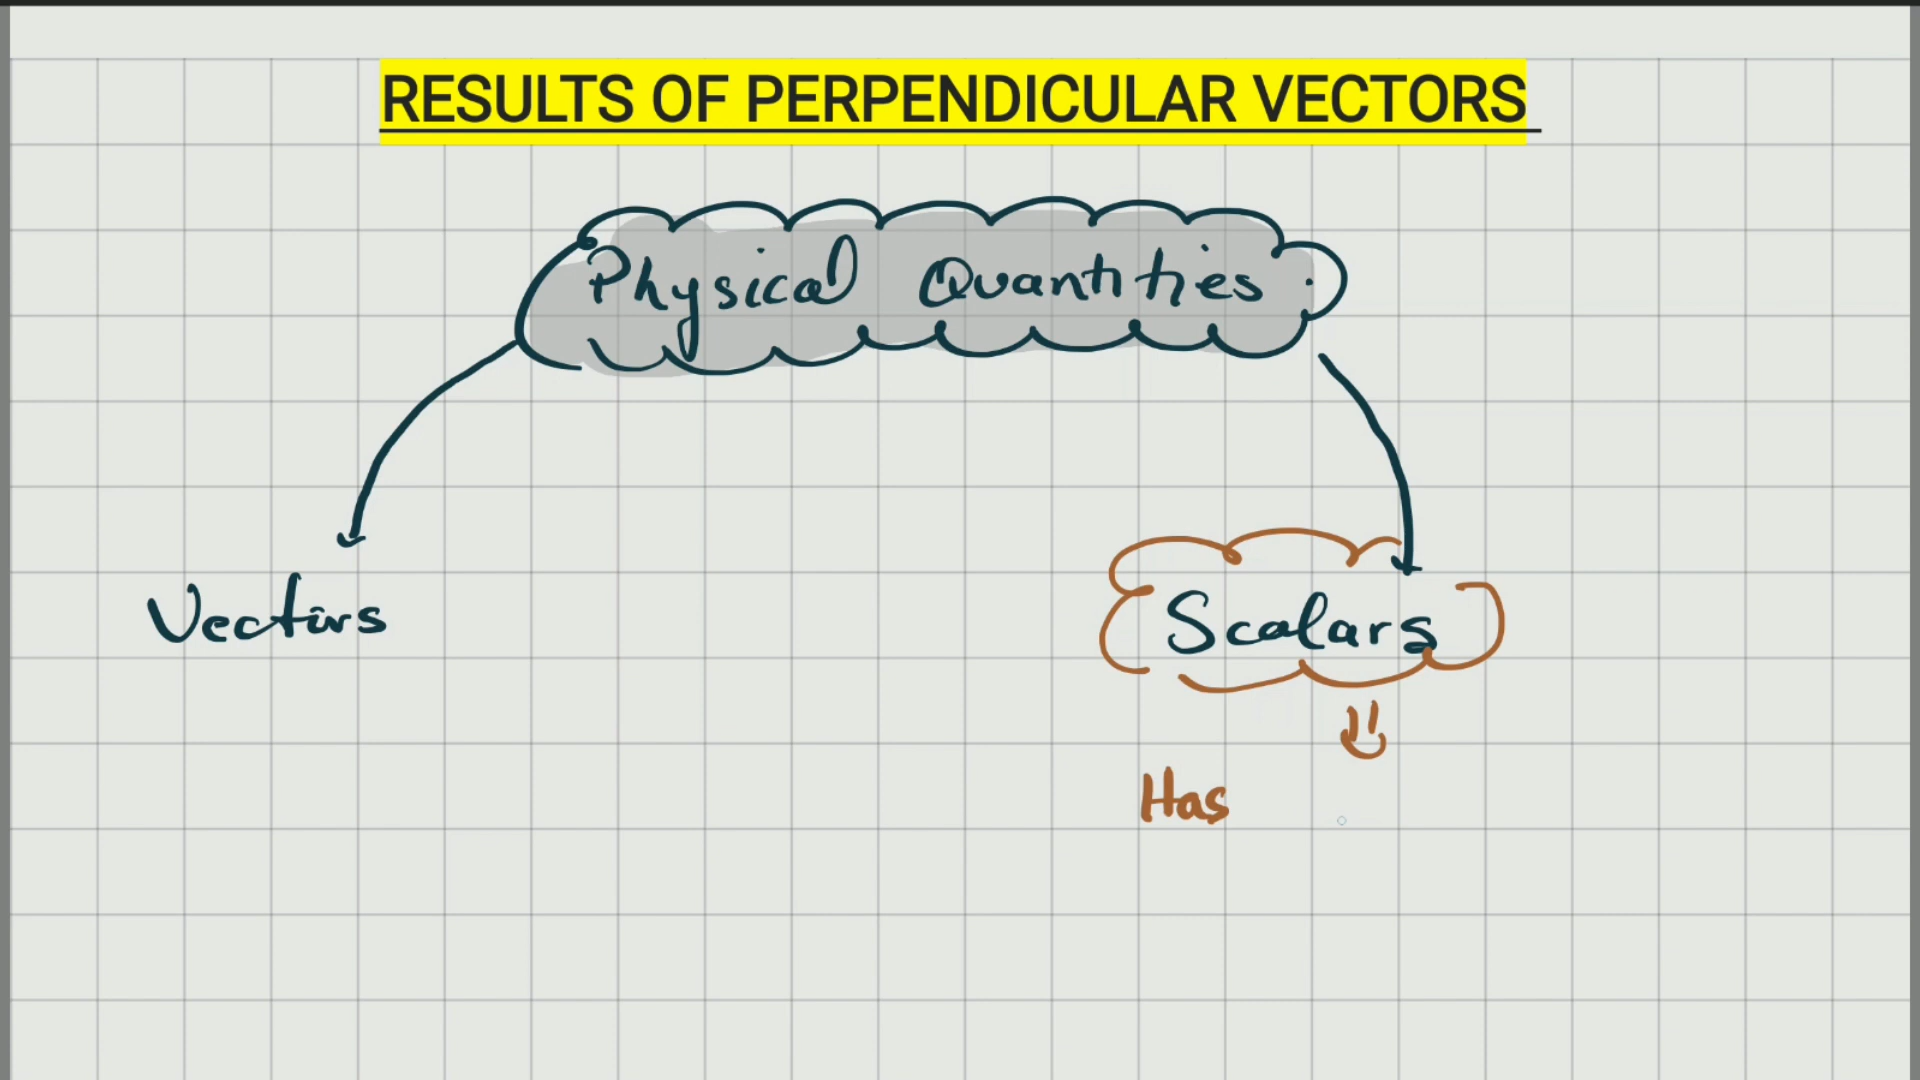 RESULTS OF PERPENDICULAR VECTORS
Physical Quantities.
Vectors
Scalars
Has